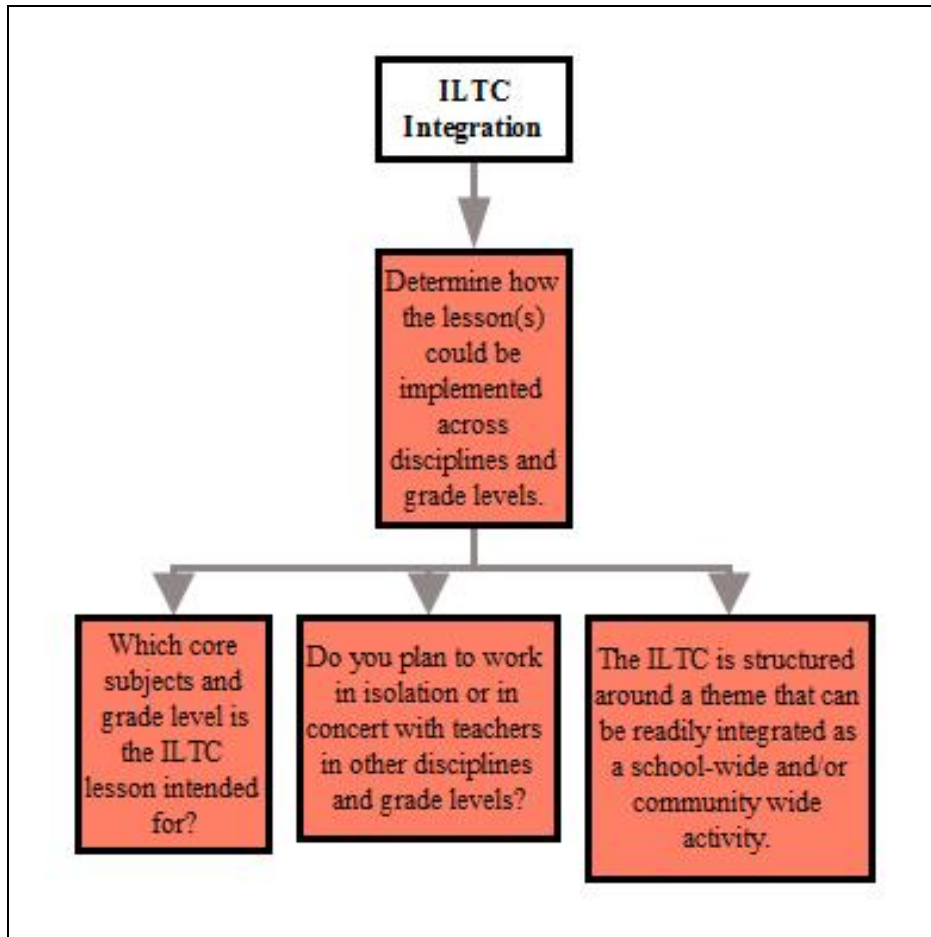 ILTC
Integration
Determine how
the lesson(s)
could be
implemented
across
disciplines and
grade levels.
Which core
subjects and
grade level is
the ILTC
lesson intended
for?
Do you plan to work
in isolation or in
concert with teachers
in other disciplines
and grade levels?
The ILTC is structured
around a theme that can
be readily integrated as
a school-wide and/or
community wide
activity.